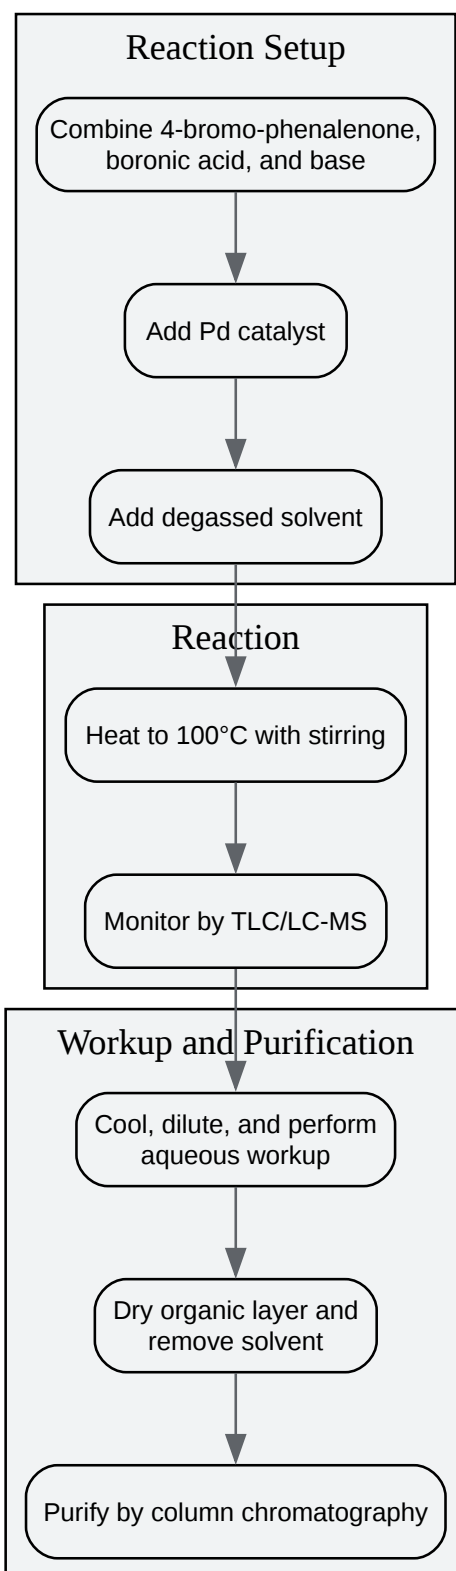 Reaction Setup
Combine 4-bromo-phenalenone,
boronic acid, and base
Add Pd catalyst
Add degassed solvent
Reaction
Heat to 100°C with stirring
Monitor by TLC/LC-MS
Workup and Purification
Cool, dilute, and perform
aqueous workup
Dry organic layer and
remove solvent
Purify by column chromatography